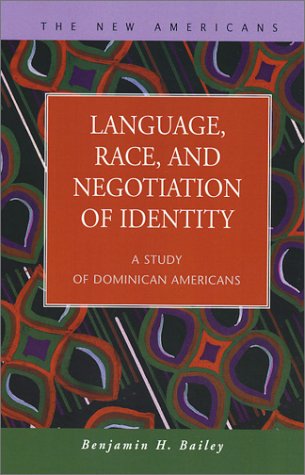 THE NEW AMERICANS
LANGUAGE,
RACE, AND
NEGOTIATION
OF IDENTITY
A STUDY
OF DOMINICAN AMERICANS
Benjamin H. Bailey